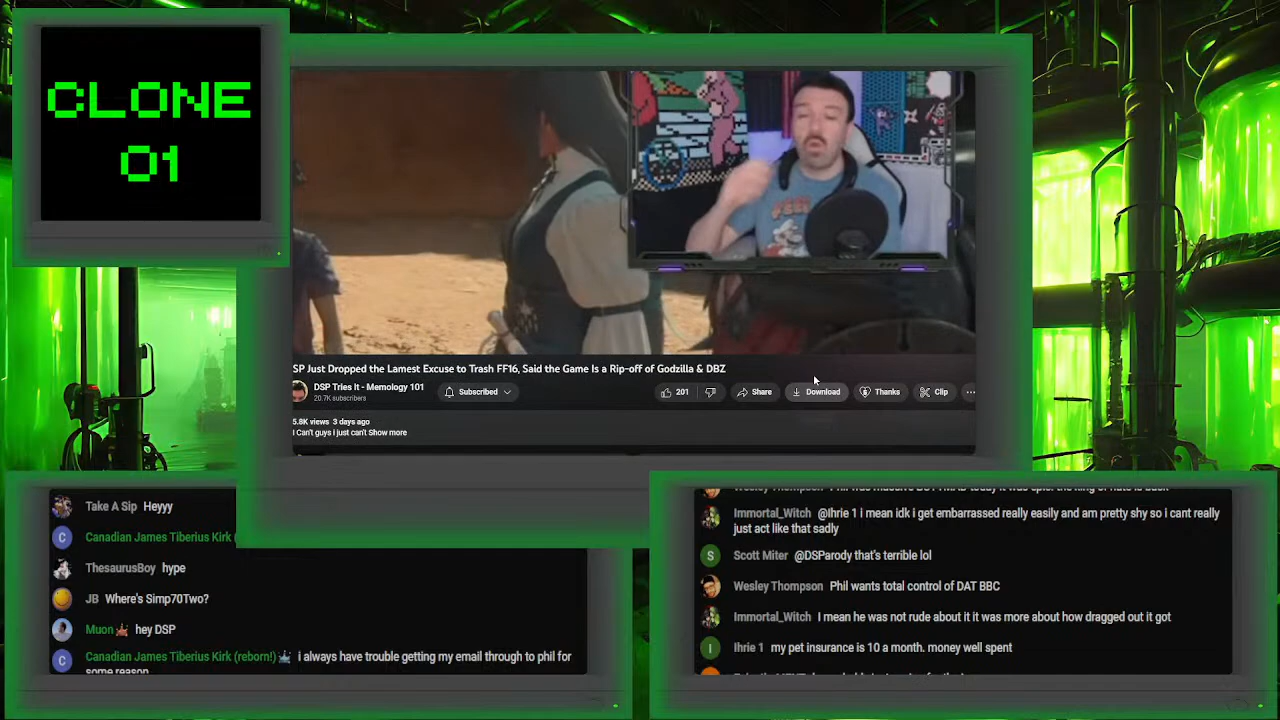 CLONE
01
SP Just Dropped the Lamest Excuse to Trash FF16, Said the Game Is a Rip-off of Godzilla & DBZ
DSP Tries It - Memology 101
20.7K subscribers
Subscribed
201
Share
Download
Thanks
Clip
5.8K views 3 days ago
I Can't guys I just can't Show more
Take A Sip Heyyy
Canadian James Tiberius Kirk (
ThesaurusBoy hype
JB Where's Simp70Two?
Muon hey DSP
Canadian James Tiberius Kirk (reborn!) i always have trouble getting my email through to phil for
some reason
Wesley Thompson
Immortal_Witch @Ihrie 1 i mean idk i get embarrassed really easily and am pretty shy so i cant really
just act like that sadly
Scott Miter @DSParody that's terrible lol
Wesley Thompson Phil wants total control of DAT BBC
Immortal_Witch I mean he was not rude about it it was more about how dragged out it got
Ihrie 1 my pet insurance is 10 a month. money well spent